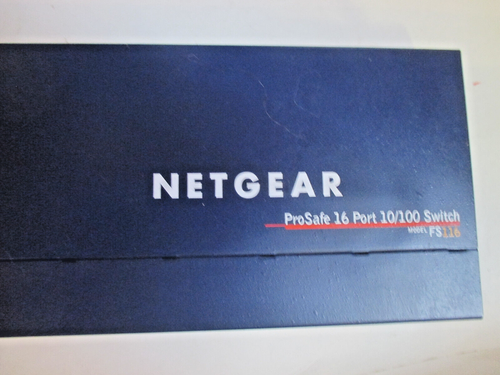 NETGEAR
ProSafe 16 Port 10/100 Switch
MODEL FS116